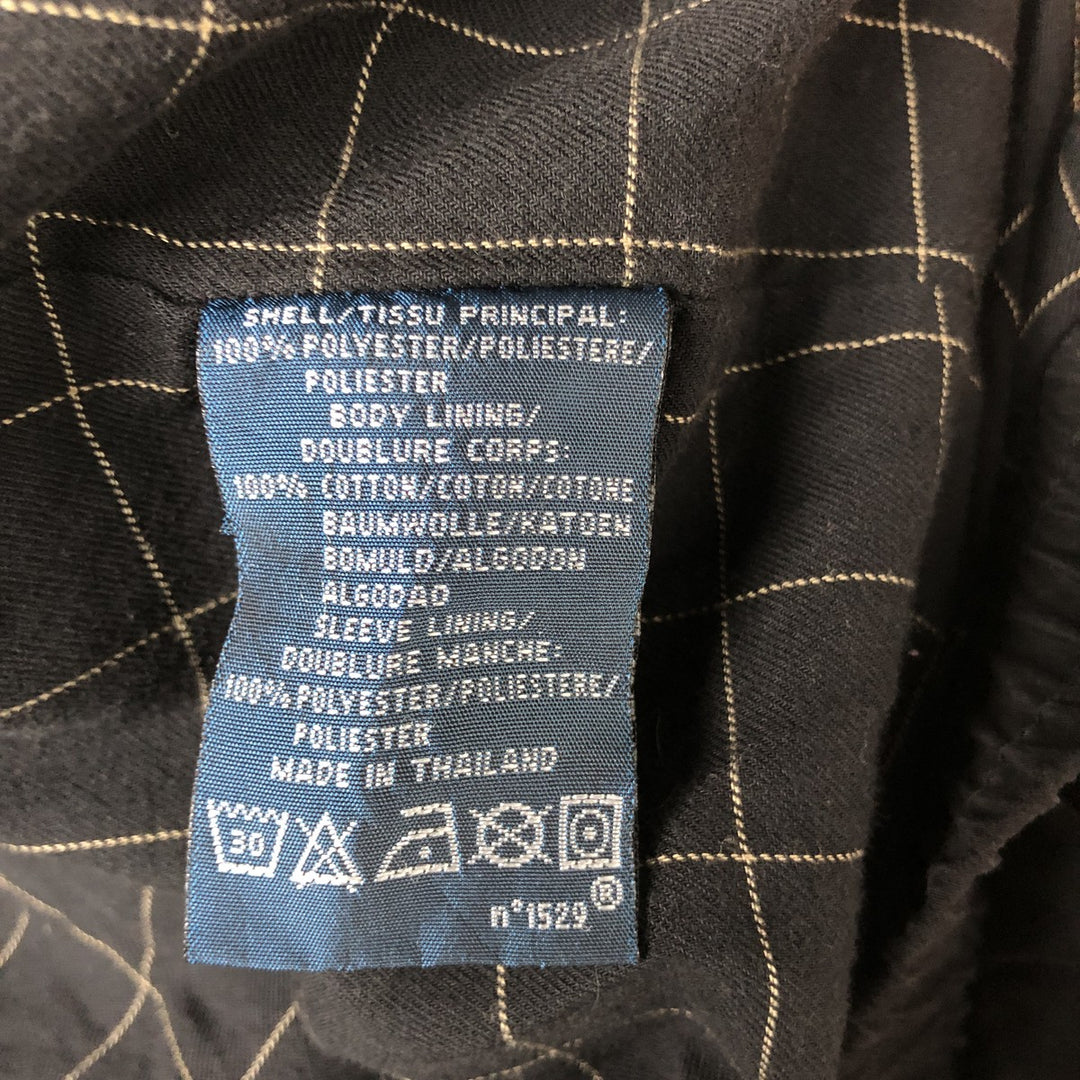 SHELL/TISSU PRINCIPAL:
100% POLYESTER/POLIESTERE/
POLIESTER
BODY LINING/
DOUBLURE CORPS:
100% COTTON/COTON/COTONE
BAUMWOLLE/KATOEN
BOMULD/ALGODON
ALGODAO
SLEEVE LINING/
DOUBLURE MANCHE:
100% POLYESTER/POLIESTERE/
POLIESTER
MADE IN THAILAND
30
n°1529®